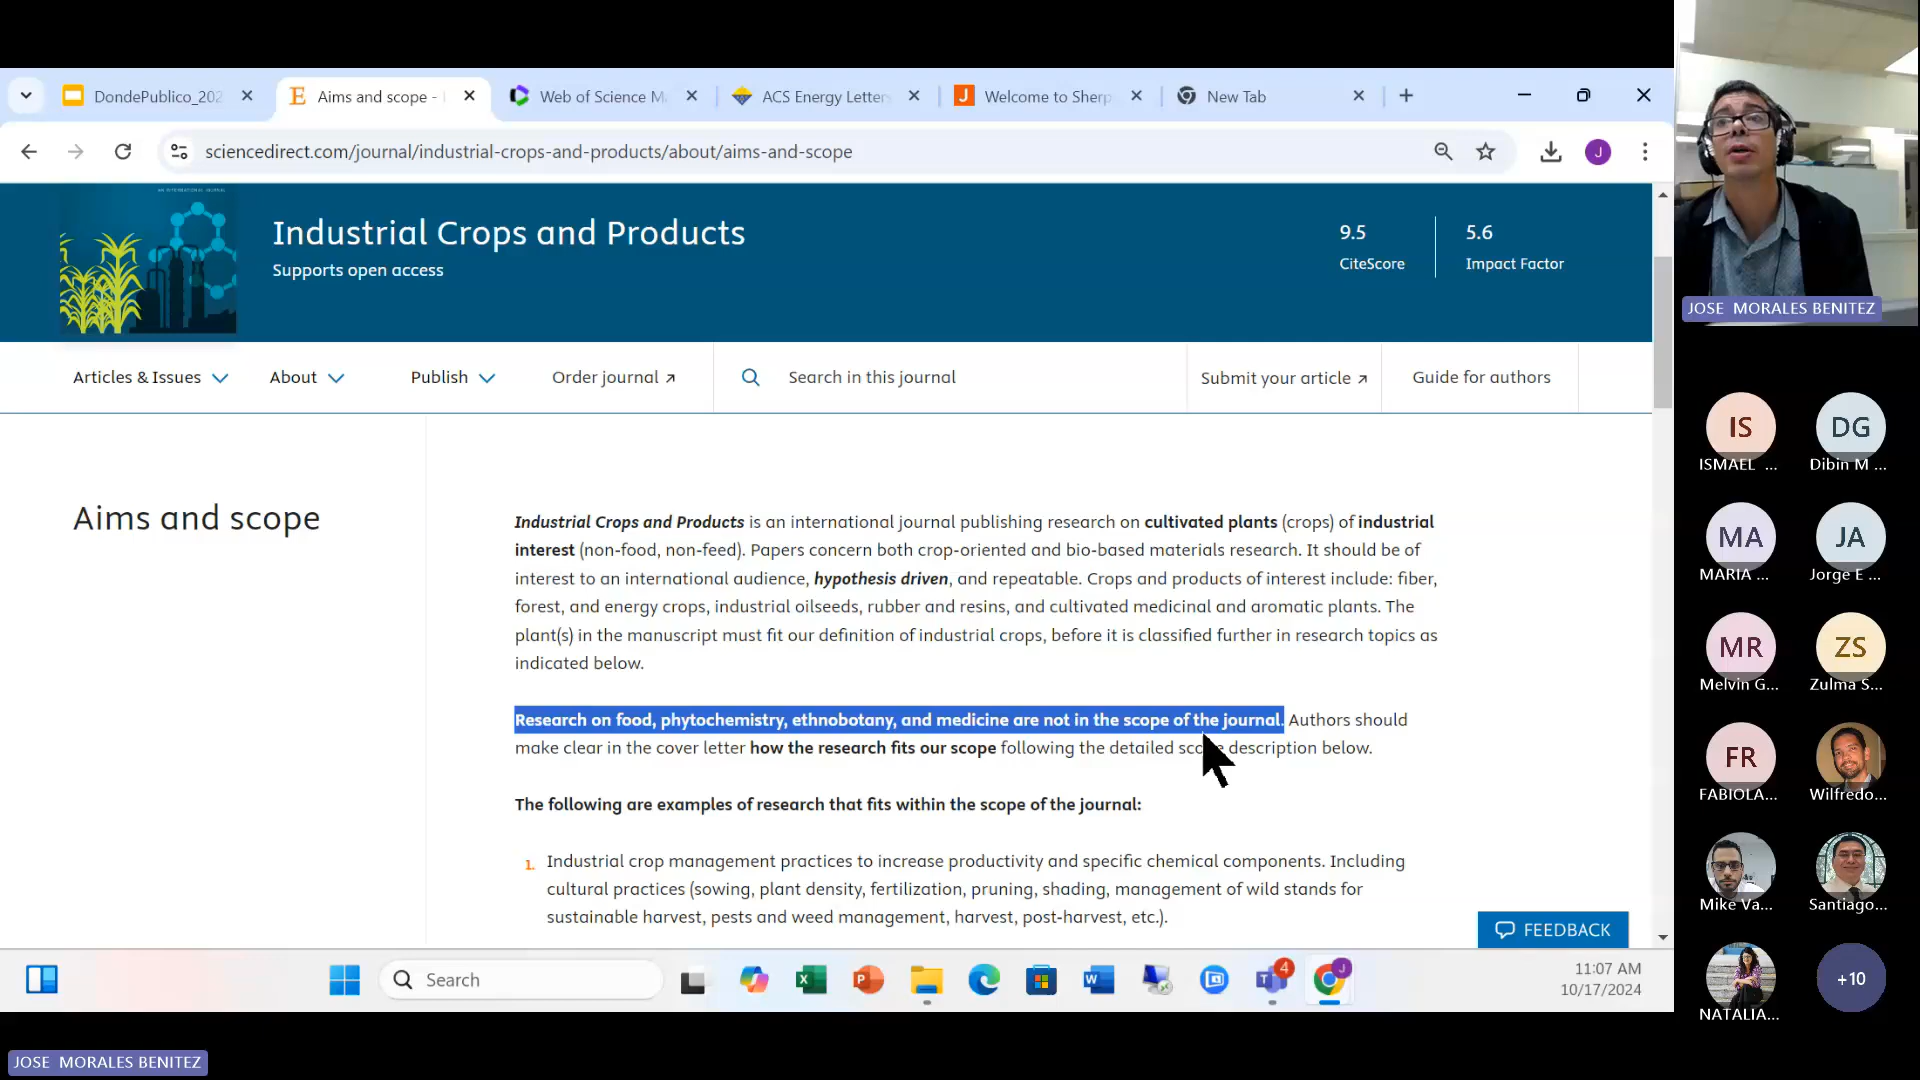 DondePublico_202
Aims and scope -
Web of Science M
ACS Energy Letters
Welcome to Sherp
New Tab
sciencedirect.com/journal/industrial-crops-and-products/about/aims-and-scope
J
AN INTERNATIONAL JOURNAL
Industrial Crops and Products
Supports open access
9.5
CiteScore
5.6
Impact Factor
Articles & Issues
About
Publish
Order journal
Search in this journal
Submit your article
Guide for authors
Aims and scope
Industrial Crops and Products is an international journal publishing research on cultivated plants (crops) of industrial
interest (non-food, non-feed). Papers concern both crop-oriented and bio-based materials research. It should be of
interest to an international audience, hypothesis driven, and repeatable. Crops and products of interest include: fiber,
forest, and energy crops, industrial oilseeds, rubber and resins, and cultivated medicinal and aromatic plants. The
plant(s) in the manuscript must fit our definition of industrial crops, before it is classified further in research topics as
indicated below.
Research on food, phytochemistry, ethnobotany, and medicine are not in the scope of the journal. Authors should
make clear in the cover letter how the research fits our scope following the detailed scope description below.
The following are examples of research that fits within the scope of the journal:
1. Industrial crop management practices to increase productivity and specific chemical components. Including
cultural practices (sowing, plant density, fertilization, pruning, shading, management of wild stands for
sustainable harvest, pests and weed management, harvest, post-harvest, etc.).
FEEDBACK
Search
4
J
11:07 AM
10/17/2024
JOSE MORALES BENITEZ
JOSE MORALES BENITEZ
IS
ISMAEL ...
DG
Dibin M ...
MA
MARIA ...
JA
Jorge E ...
MR
Melvin G...
ZS
Zulma S...
FR
FABIOLA...
Wilfredo...
Mike Va...
Santiago...
NATALIA...
+10